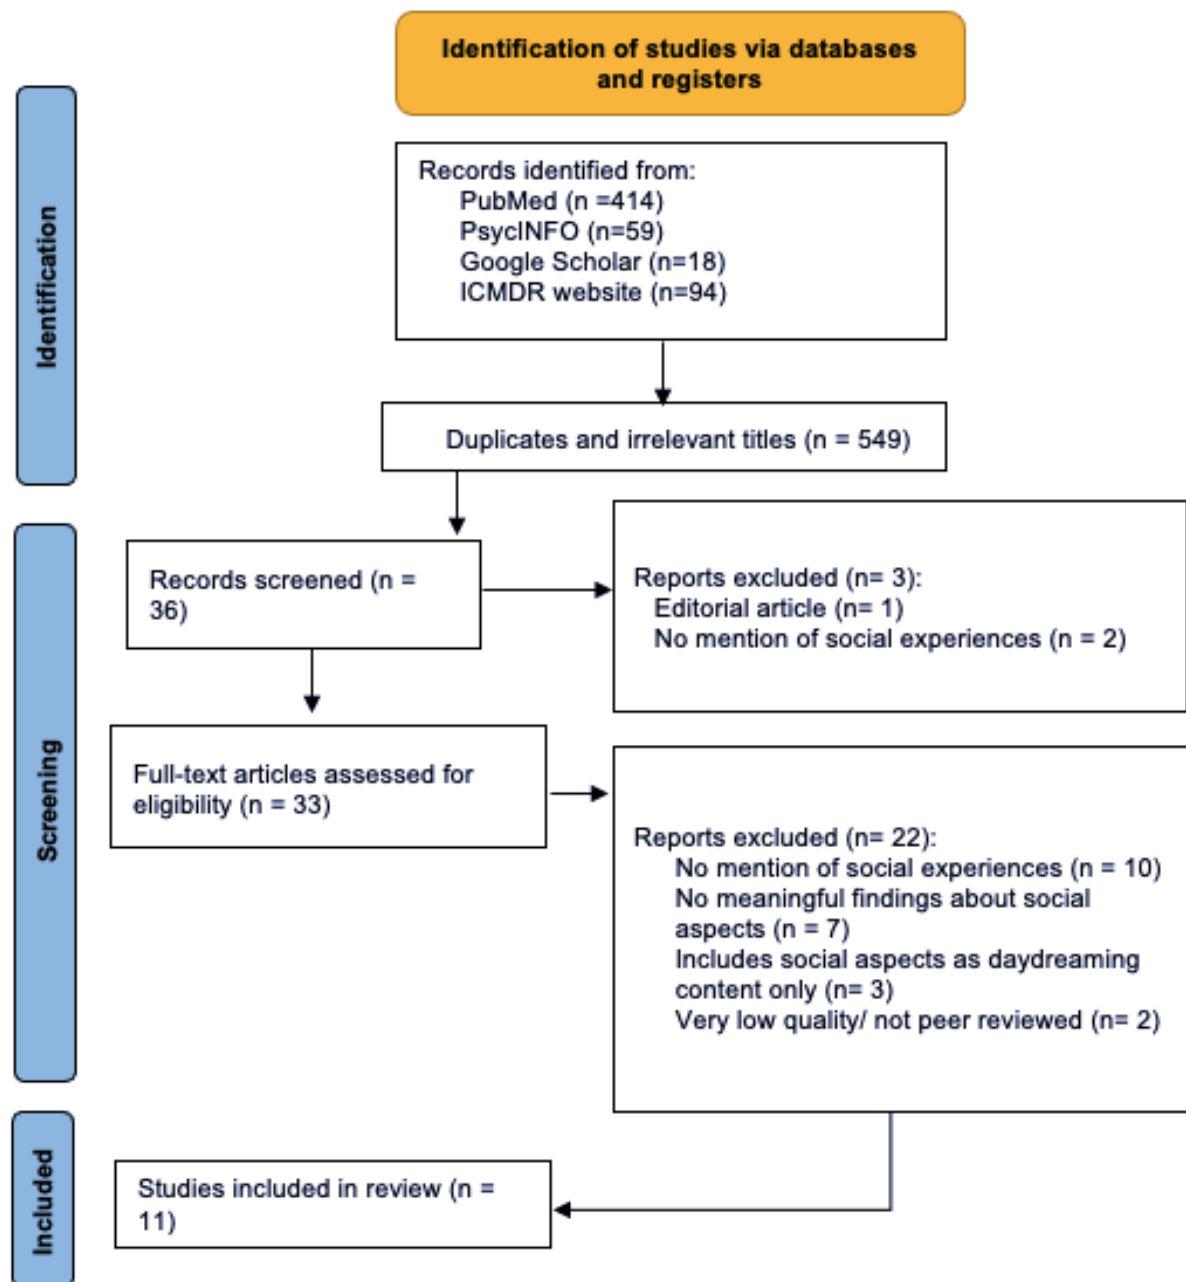 Identification of studies via databases
and registers
Identification
Records identified from:
PubMed (n =414)
PsycINFO (n=59)
Google Scholar (n=18)
ICMDR website (n=94)
Duplicates and irrelevant titles (n = 549)
Screening
Records screened (n =
36)
Reports excluded (n= 3):
Editorial article (n= 1)
No mention of social experiences (n = 2)
Full-text articles assessed for
eligibility (n = 33)
Reports excluded (n= 22):
No mention of social experiences (n = 10)
No meaningful findings about social
aspects (n = 7)
Includes social aspects as daydreaming
content only (n= 3)
Very low quality/ not peer reviewed (n= 2)
Included
Studies included in review (n =
11)